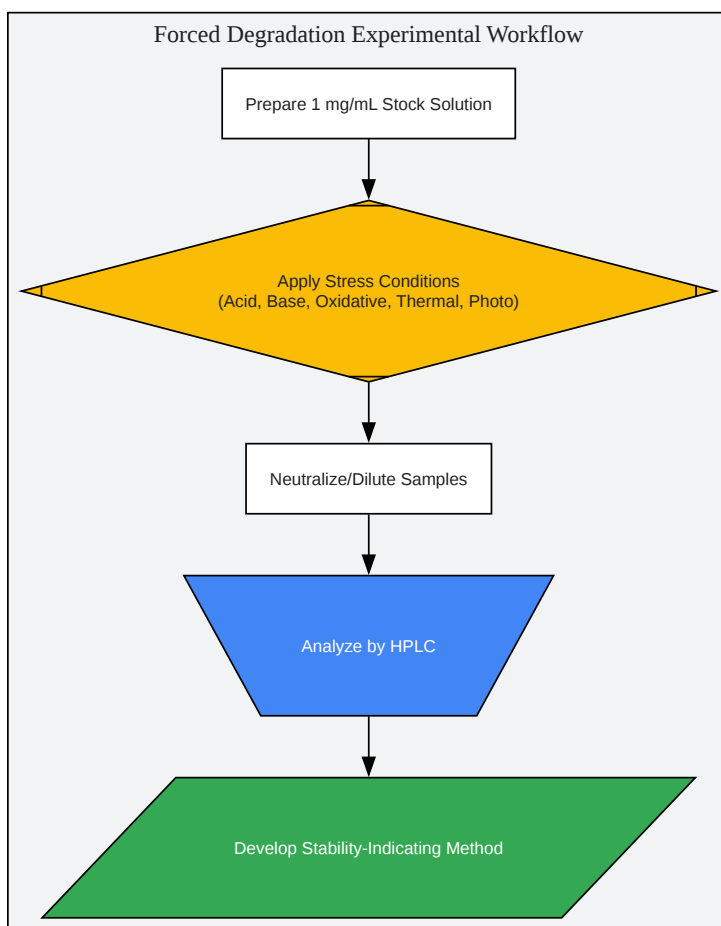 Forced Degradation Experimental Workflow
Prepare 1 mg/mL Stock Solution
Apply Stress Conditions
(Acid, Base, Oxidative, Thermal, Photo)
Neutralize/Dilute Samples
Analyze by HPLC
Develop Stability-Indicating Method